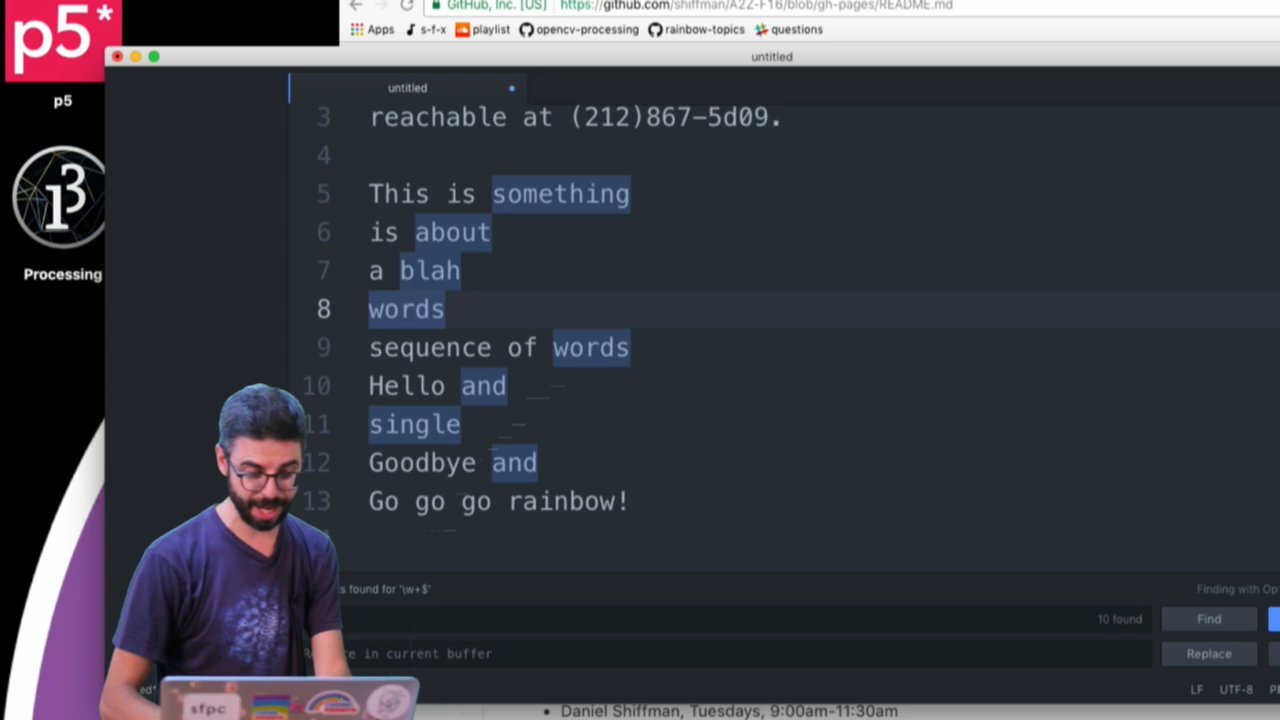 p5*
GitHub, Inc. [US] https://github.com/shiffman/A2Z-F16/blob/gh-pages/README.md
Apps s-f-x playlist opencv-processing rainbow-topics questions
untitled
p5
untitled
3 reachable at (212)867-5d09.
4
5 This is something
6 is about
7 a blah
8 words
9 sequence of words
10 Hello and
11 single
12 Goodbye and
13 Go go go rainbow!
Processing
s found for '\w+$'
Finding with Op
10 found Find
in current buffer Replace
LF UTF-8
sfpc
• Daniel Shiffman, Tuesdays, 9:00am-11:30am